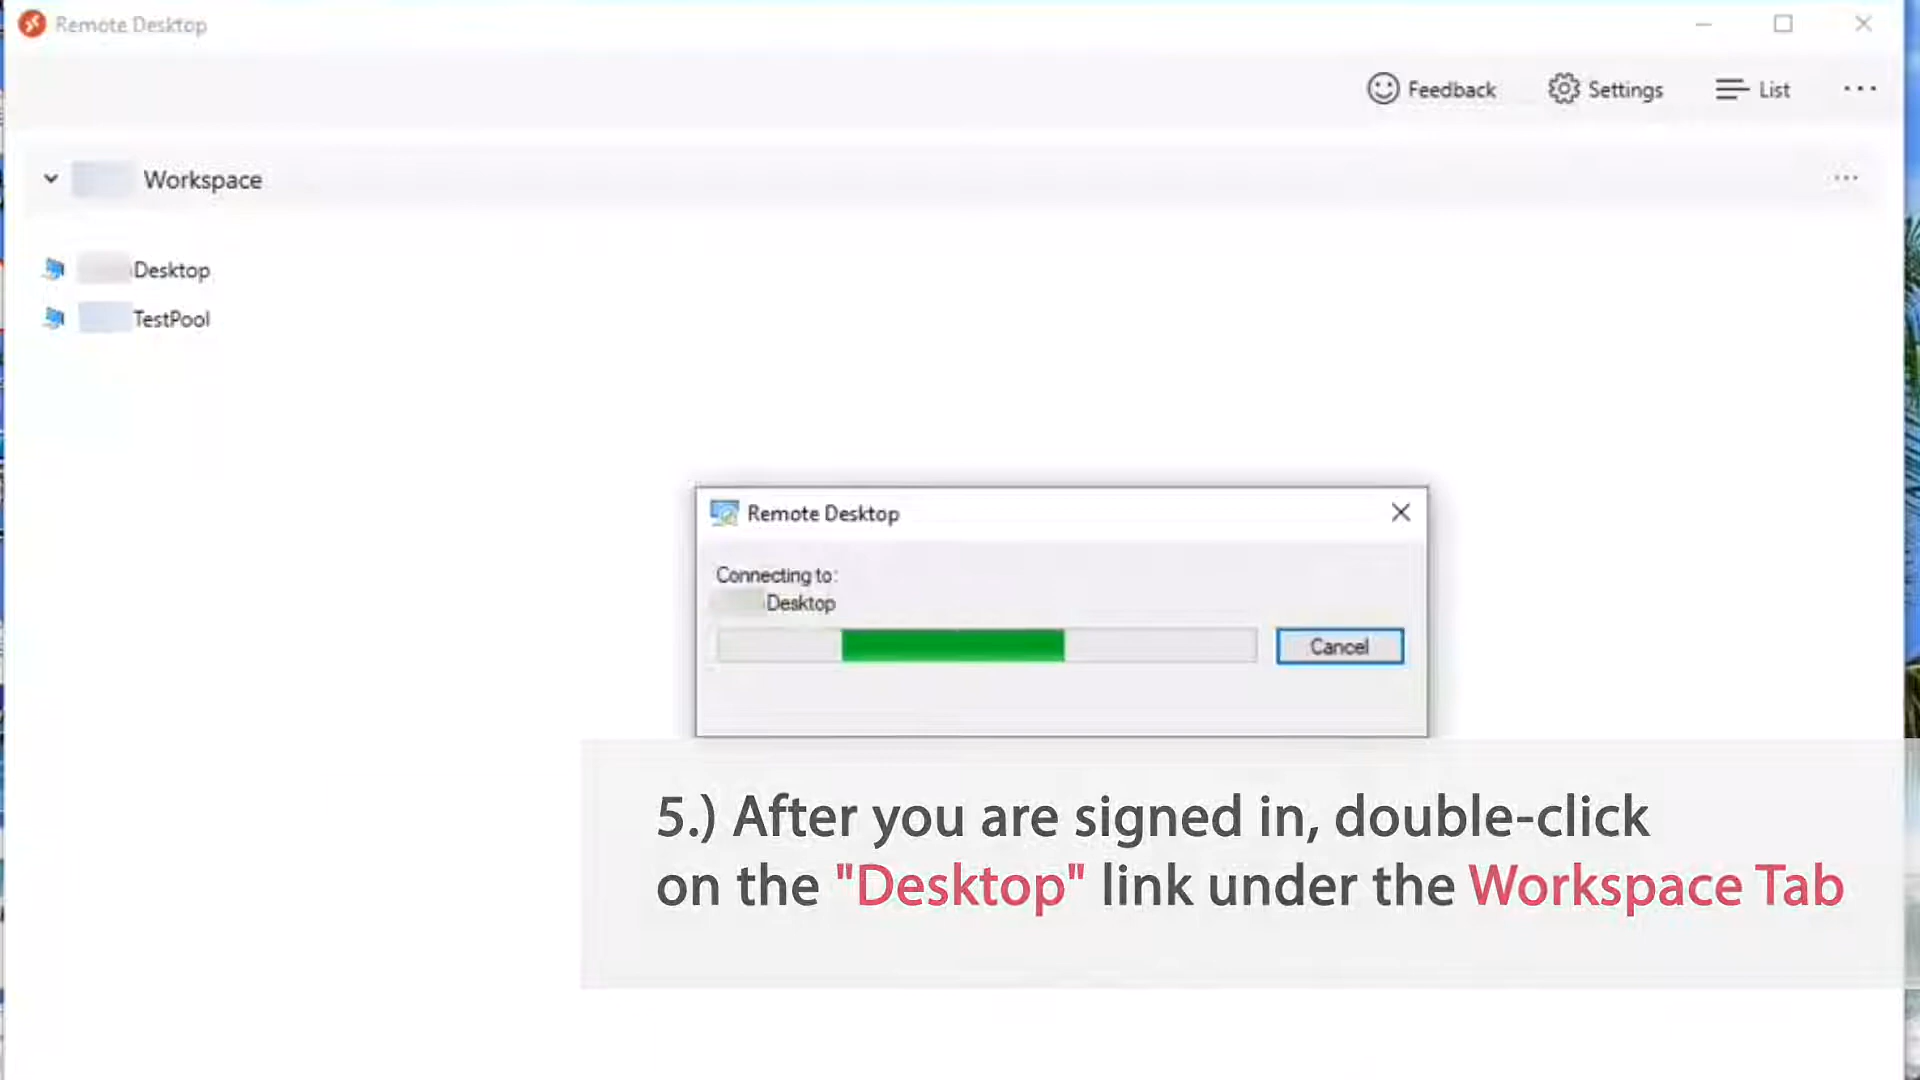 Remote Desktop
Feedback
Settings
List
Workspace
Desktop
TestPool
Remote Desktop
Connecting to:
Desktop
Cancel
5.) After you are signed in, double-click
on the "Desktop" link under the Workspace Tab